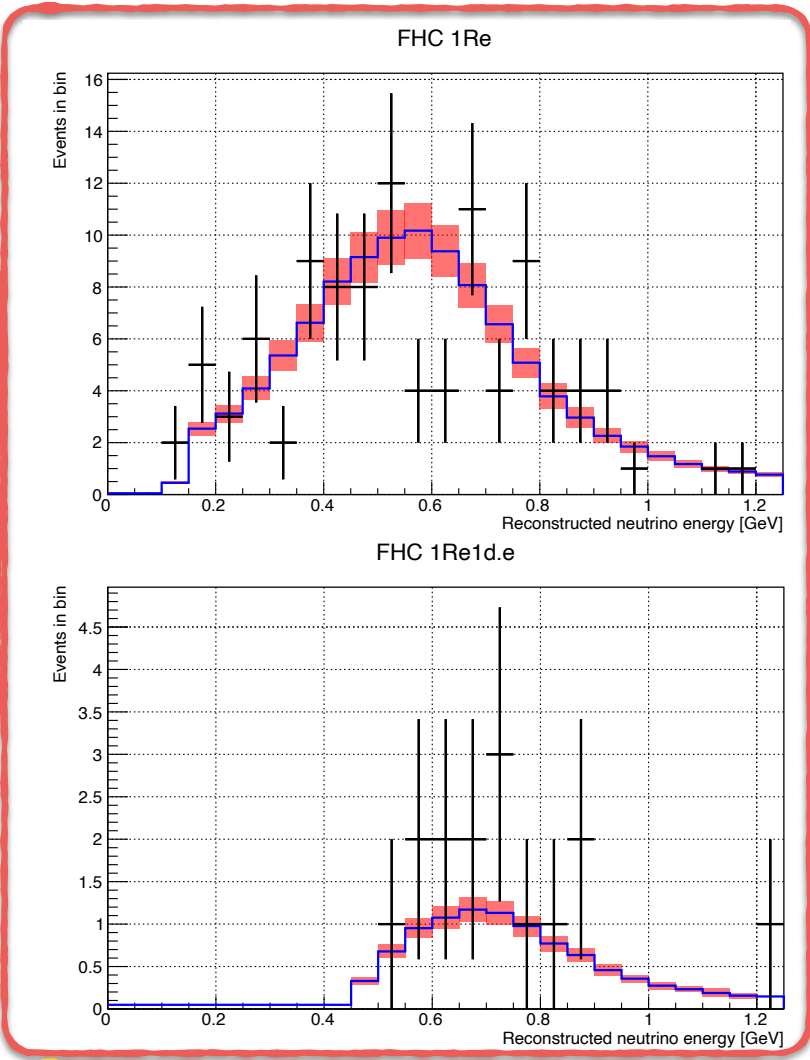 FHC 1Re
Events in bin
16
14
12
10
8
6
4
2
0
0 0.2 0.4 0.6 0.8 1 1.2
Reconstructed neutrino energy [GeV]
FHC 1Re1d.e
Events in bin
4.5
4
3.5
3
2.5
2
1.5
1
0.5
0
0 0.2 0.4 0.6 0.8 1 1.2
Reconstructed neutrino energy [GeV]